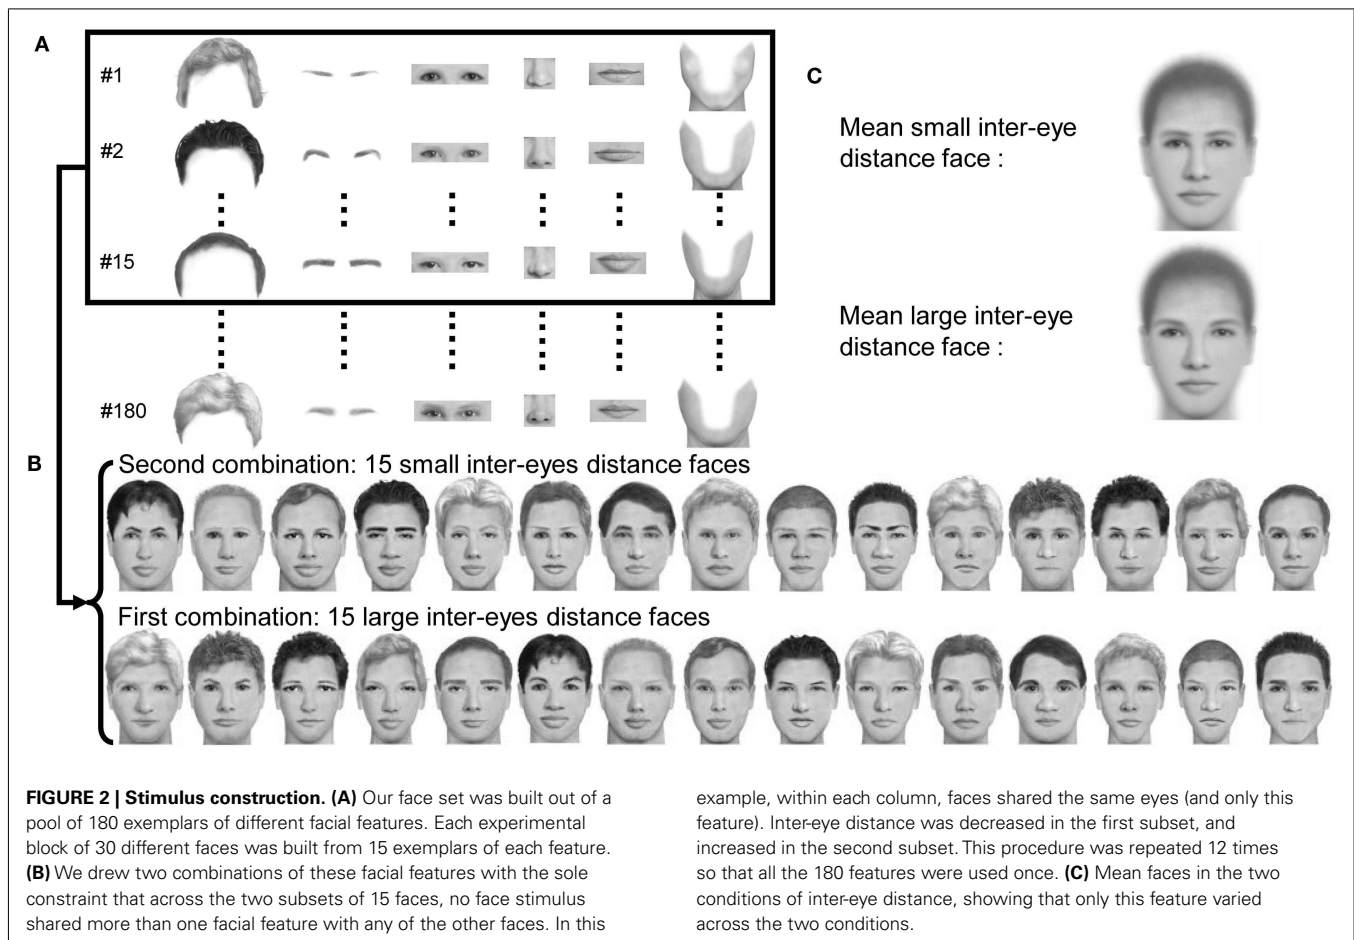 A
#1
#2
#15
#180
C
Mean small inter-eye
distance face :
Mean large inter-eye
distance face :
B
Second combination: 15 small inter-eyes distance faces
First combination: 15 large inter-eyes distance faces
FIGURE 2 | Stimulus construction. (A) Our face set was built out of a
pool of 180 exemplars of different facial features. Each experimental
block of 30 different faces was built from 15 exemplars of each feature.
(B) We drew two combinations of these facial features with the sole
constraint that across the two subsets of 15 faces, no face stimulus
shared more than one facial feature with any of the other faces. In this
example, within each column, faces shared the same eyes (and only this
feature). Inter-eye distance was decreased in the first subset, and
increased in the second subset. This procedure was repeated 12 times
so that all the 180 features were used once. (C) Mean faces in the two
conditions of inter-eye distance, showing that only this feature varied
across the two conditions.